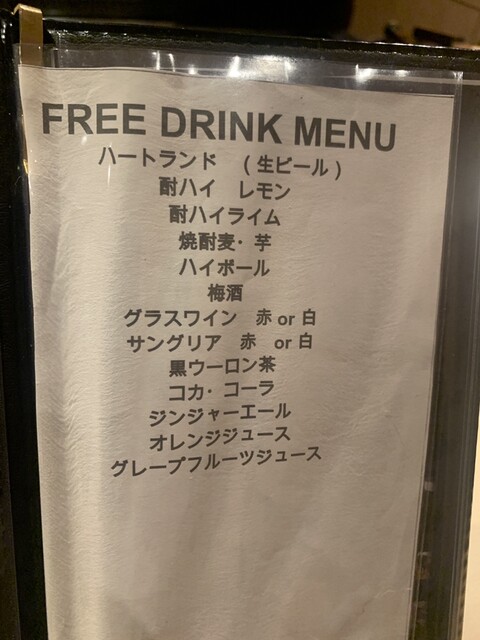 FREE DRINK MENU
ハートランド （生ビール）
酎ハイ レモン
酎ハイライム
焼酎麦・芋
ハイボール
梅酒
グラスワイン 赤 or 白
サングリア 赤 or 白
黒ウーロン茶
コカ・コーラ
ジンジャーエール
オレンジジュース
グレープフルーツジュース